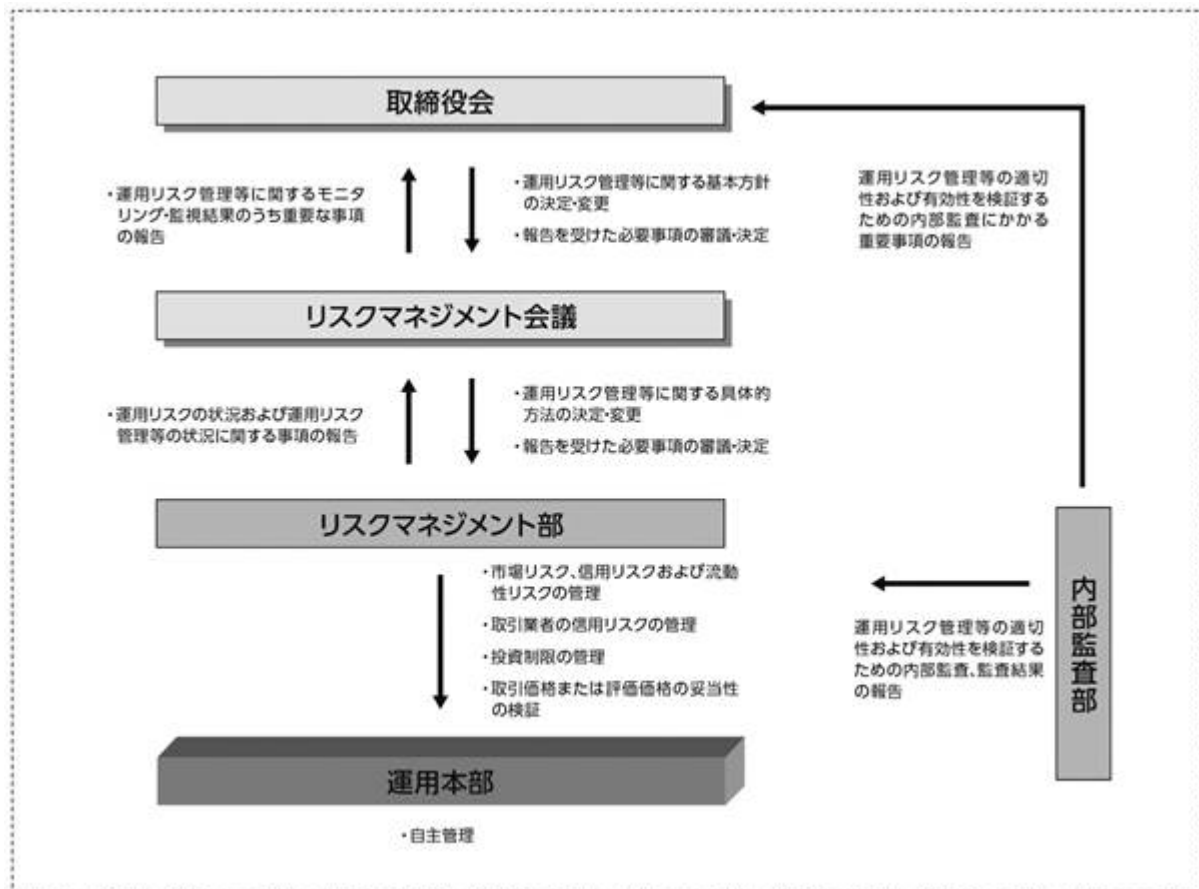 取締役会
・運用リスク管理等に関するモニタ
リング・監視結果のうち重要な事項
の報告
・運用リスク管理等に関する基本方針
の決定・変更
・報告を受けた必要事項の審議・決定
運用リスク管理等の適切
性および有効性を検証する
ための内部監査にかかる
重要事項の報告
リスクマネジメント会議
・運用リスクの状況および運用リスク
管理等の状況に関する事項の報告
・運用リスク管理等に関する具体的
方法の決定・変更
・報告を受けた必要事項の審議・決定
リスクマネジメント部
・市場リスク、信用リスクおよび流動
性リスクの管理
・取引業者の信用リスクの管理
・投資制限の管理
・取引価格または評価価格の妥当性
の検証
運用リスク管理等の適切
性および有効性を検証する
ための内部監査、監査結果
の報告
内部監査部
運用本部
・自主管理